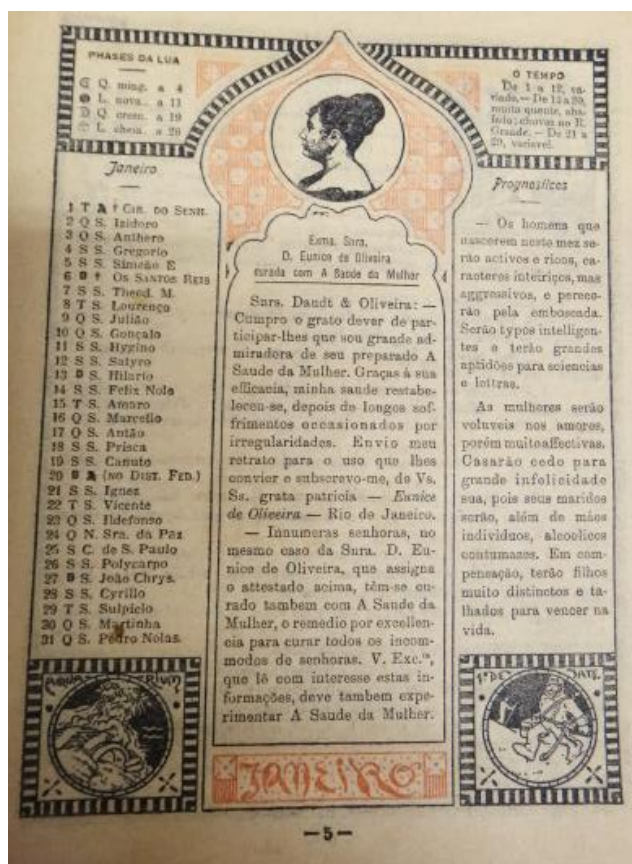 PHASES DA LUA
Q. ming. a 4
L. nova.. a 11
Q. cresc. a 19
L. cheia. a 26
Janeiro
1 T A † CIR. DO SENH.
2 Q S. Izidoro
3 Q S. Anthero
4 S S. Gregorio
5 S S. Simeão E
6 D † OS SANTOS REIS
7 S S. Theod. M.
8 T S. Lourenço
9 Q S. Julião
10 Q S. Gonçalo
11 S S. Hygino
12 S S. Satyro
13 D S. Hilario
14 S S. Felix Nole
15 T S. Amaro
16 Q S. Marcello
17 Q S. Antão
18 S S. Prisca
19 S S. Canuto
20 D A (NO DIST. FED.)
21 S S. Ignez
22 T S. Vicente
23 Q S. Ildefonso
24 Q N. Sra. da Paz
25 S C. de S. Paulo
26 S S. Polycarpo
27 D S. João Chrys.
28 S S. Cyrillo
29 T S. Sulpicio
30 Q S. Martinha
31 Q S. Pedro Nolas.
AQUARIUM
Exma. Snra.
D. Eunice de Oliveira
curada com A Saude da Mulher
Snrs. Daudt & Oliveira: —
Cumpro o grato dever de par-
ticipar-lhes que sou grande ad-
miradora de seu preparado A
Saude da Mulher. Graças á sua
efficacia, minha saude restabe-
leceu-se, depois de longos sof-
frimentos occasionados por
irregularidades. Envio meu
retrato para o uso que lhes
convier e subscrevo-me, de Vs.
Ss. grata patricia — Eunice
de Oliveira — Rio de Janeiro.
— Innumeras senhoras, no
mesmo caso da Snra. D. Eu-
nice de Oliveira, que assigna
o attestado acima, têm-se cu-
rado tambem com A Saude da
Mulher, o remedio por excellen-
cia para curar todos os incom-
modos de senhoras. V. Exc.ª,
que lê com interesse estas in-
formações, deve tambem expe-
rimentar A Saude da Mulher.
JANEIRO
O TEMPO
De 1 a 12, va-
riado.— De 13 a 20,
muito quente, aba-
fado; chuvas no R.
Grande. — De 21 a
29, variavel.
Prognosticos
— Os homens que
nascerem neste mez se-
rão activos e ricos, ca-
racteres inteiriços, mas
aggressivos, e perece-
rão pela emboscada.
Serão typos intelligen-
tes e terão grandes
aptidões para sciencias
e lettras.
As mulheres serão
voluveis nos amores,
porém muito affectivas.
Casarão cedo para
grande infelicidade
sua, pois seus maridos
serão, além de máos
individuos, alcoolicos
contumazes. Em com-
pensação, terão filhos
muito distinctos e ta-
lhados para vencer na
vida.
1º DE
—5—